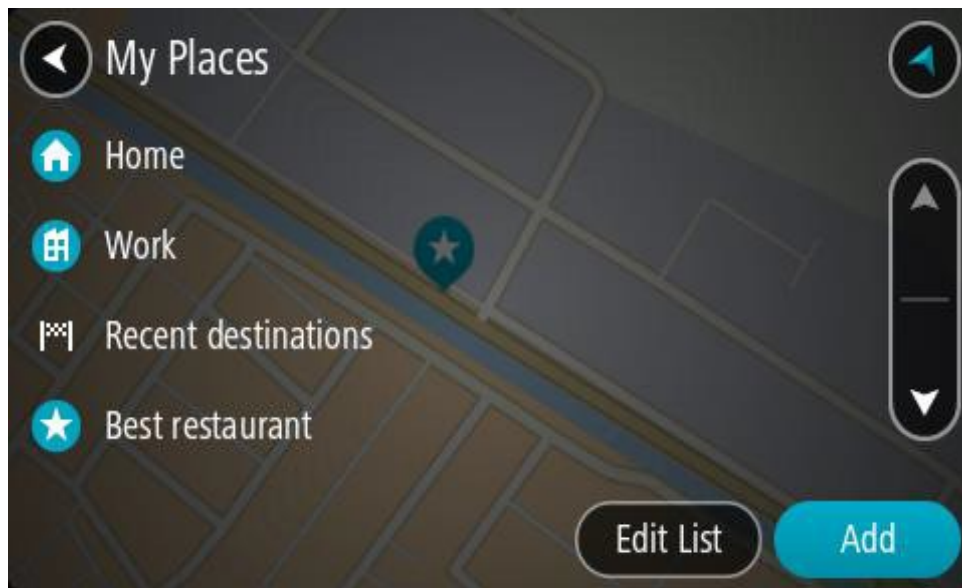 My Places
Home
Work
Recent destinations
Best restaurant
Edit List
Add